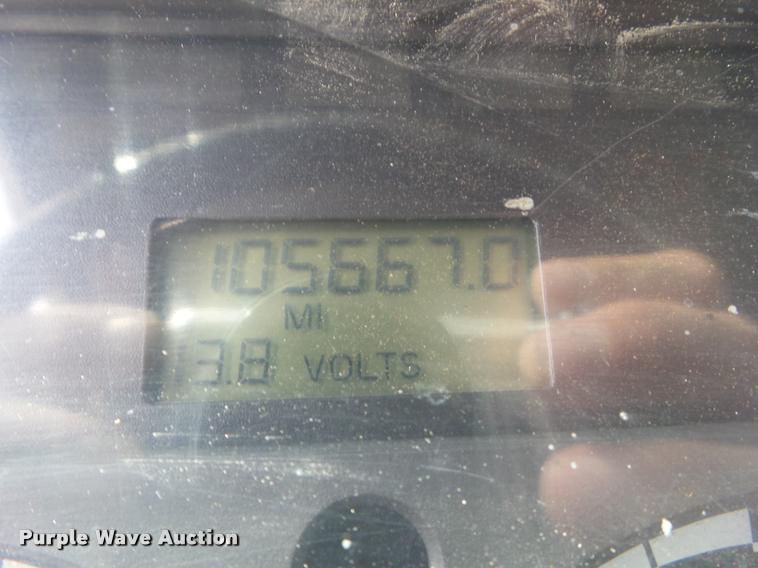 105667.0
MI
13.8 VOLTS
Purple Wave Auction